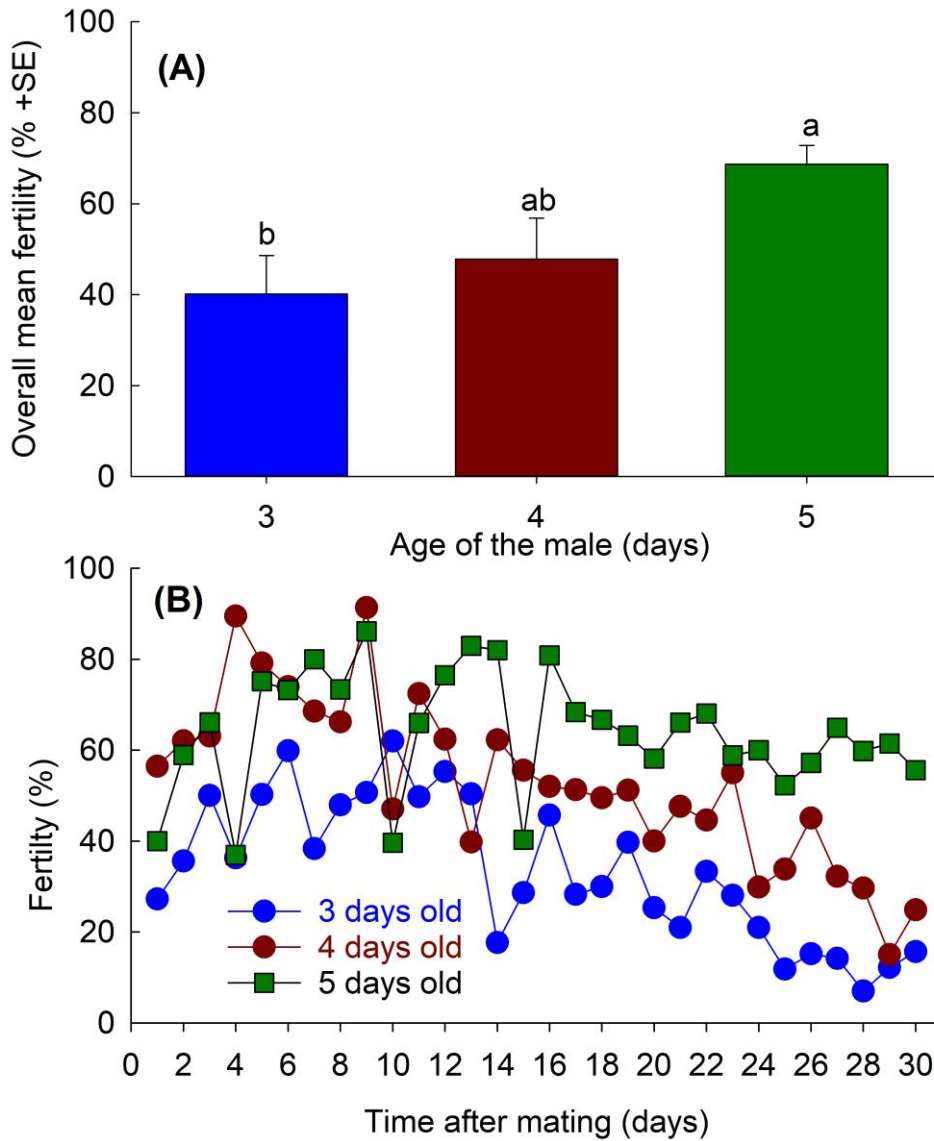 100
(A)
80
a
ab
60
b
40
20
0
3
4
5
Overall mean fertility (% +SE)
Age of the male (days)
100
(B)
80
60
40
3 days old
20
4 days old
5 days old
0
0 2 4 6 8 10 12 14 16 18 20 22 24 26 28 30
Fertilty (%)
Time after mating (days)